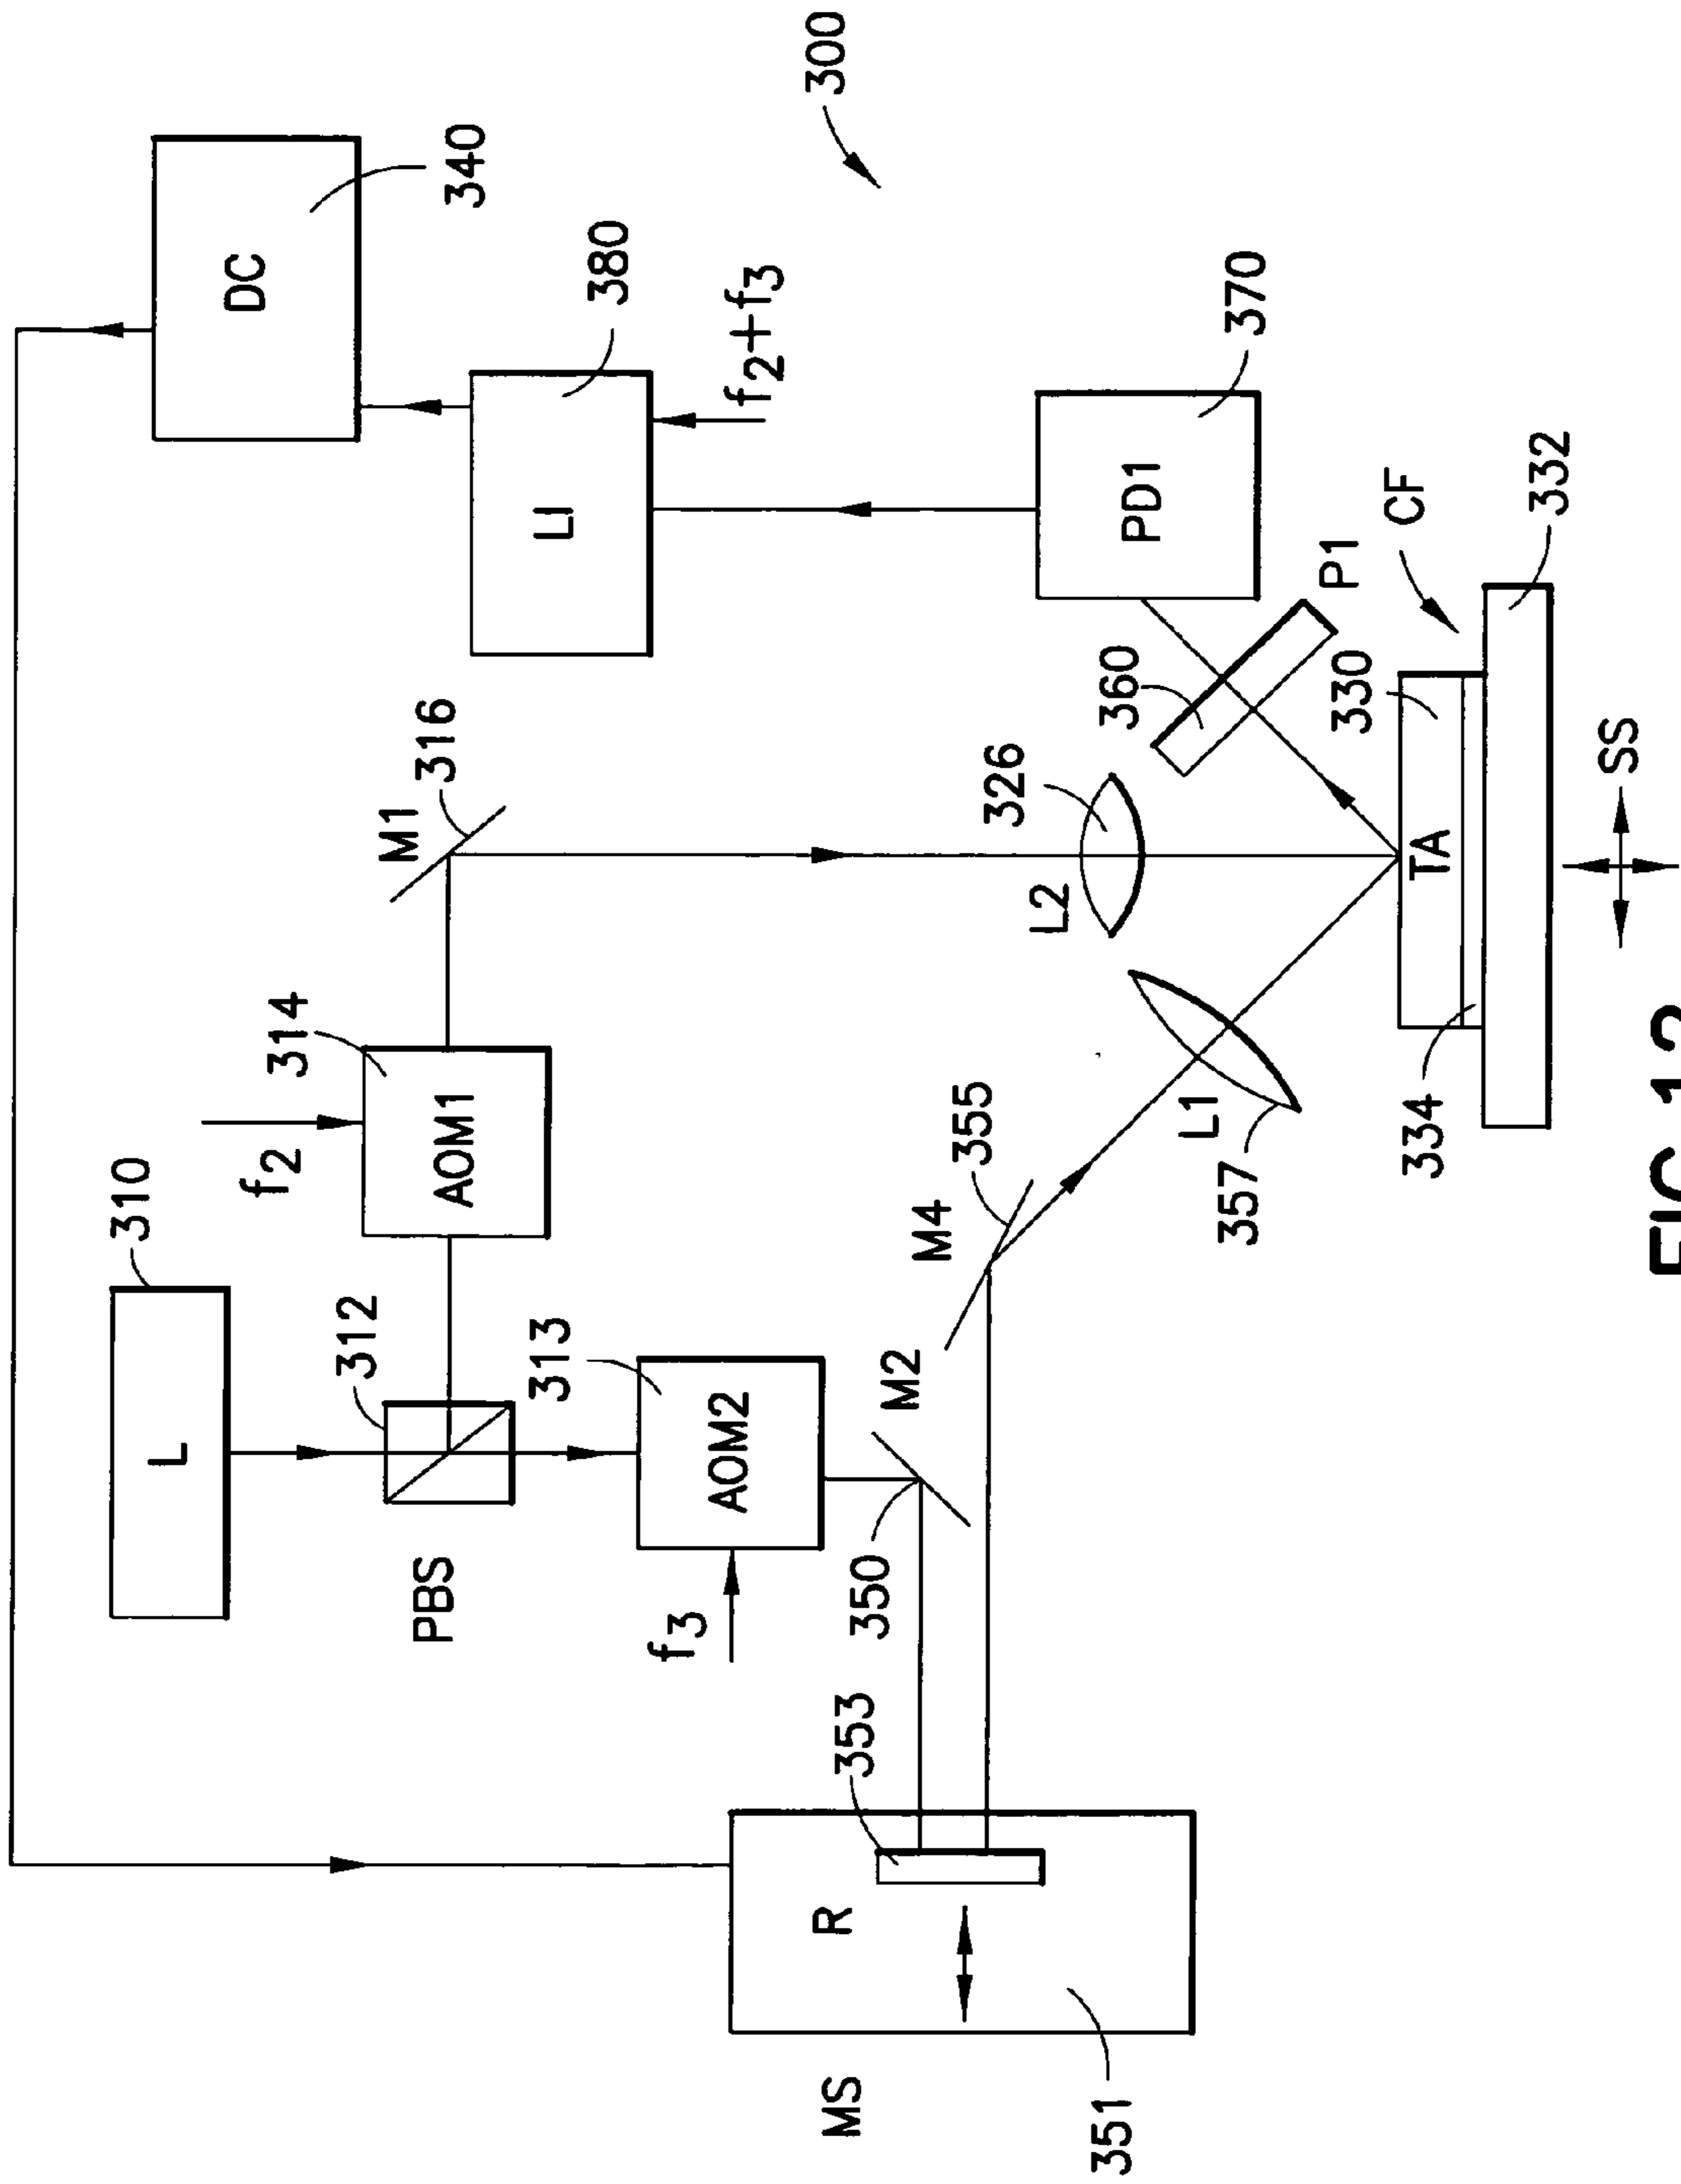 310
L
DC
f2
314
312
M1
316
PBS
AOM1
340
313
LI
380
f3
AOM2
f2+f3
300
MS
R
353
350
M2
M4
355
326
L2
351
360
PD1
L1
357
370
P1
330
CF
334
TA
332
SS